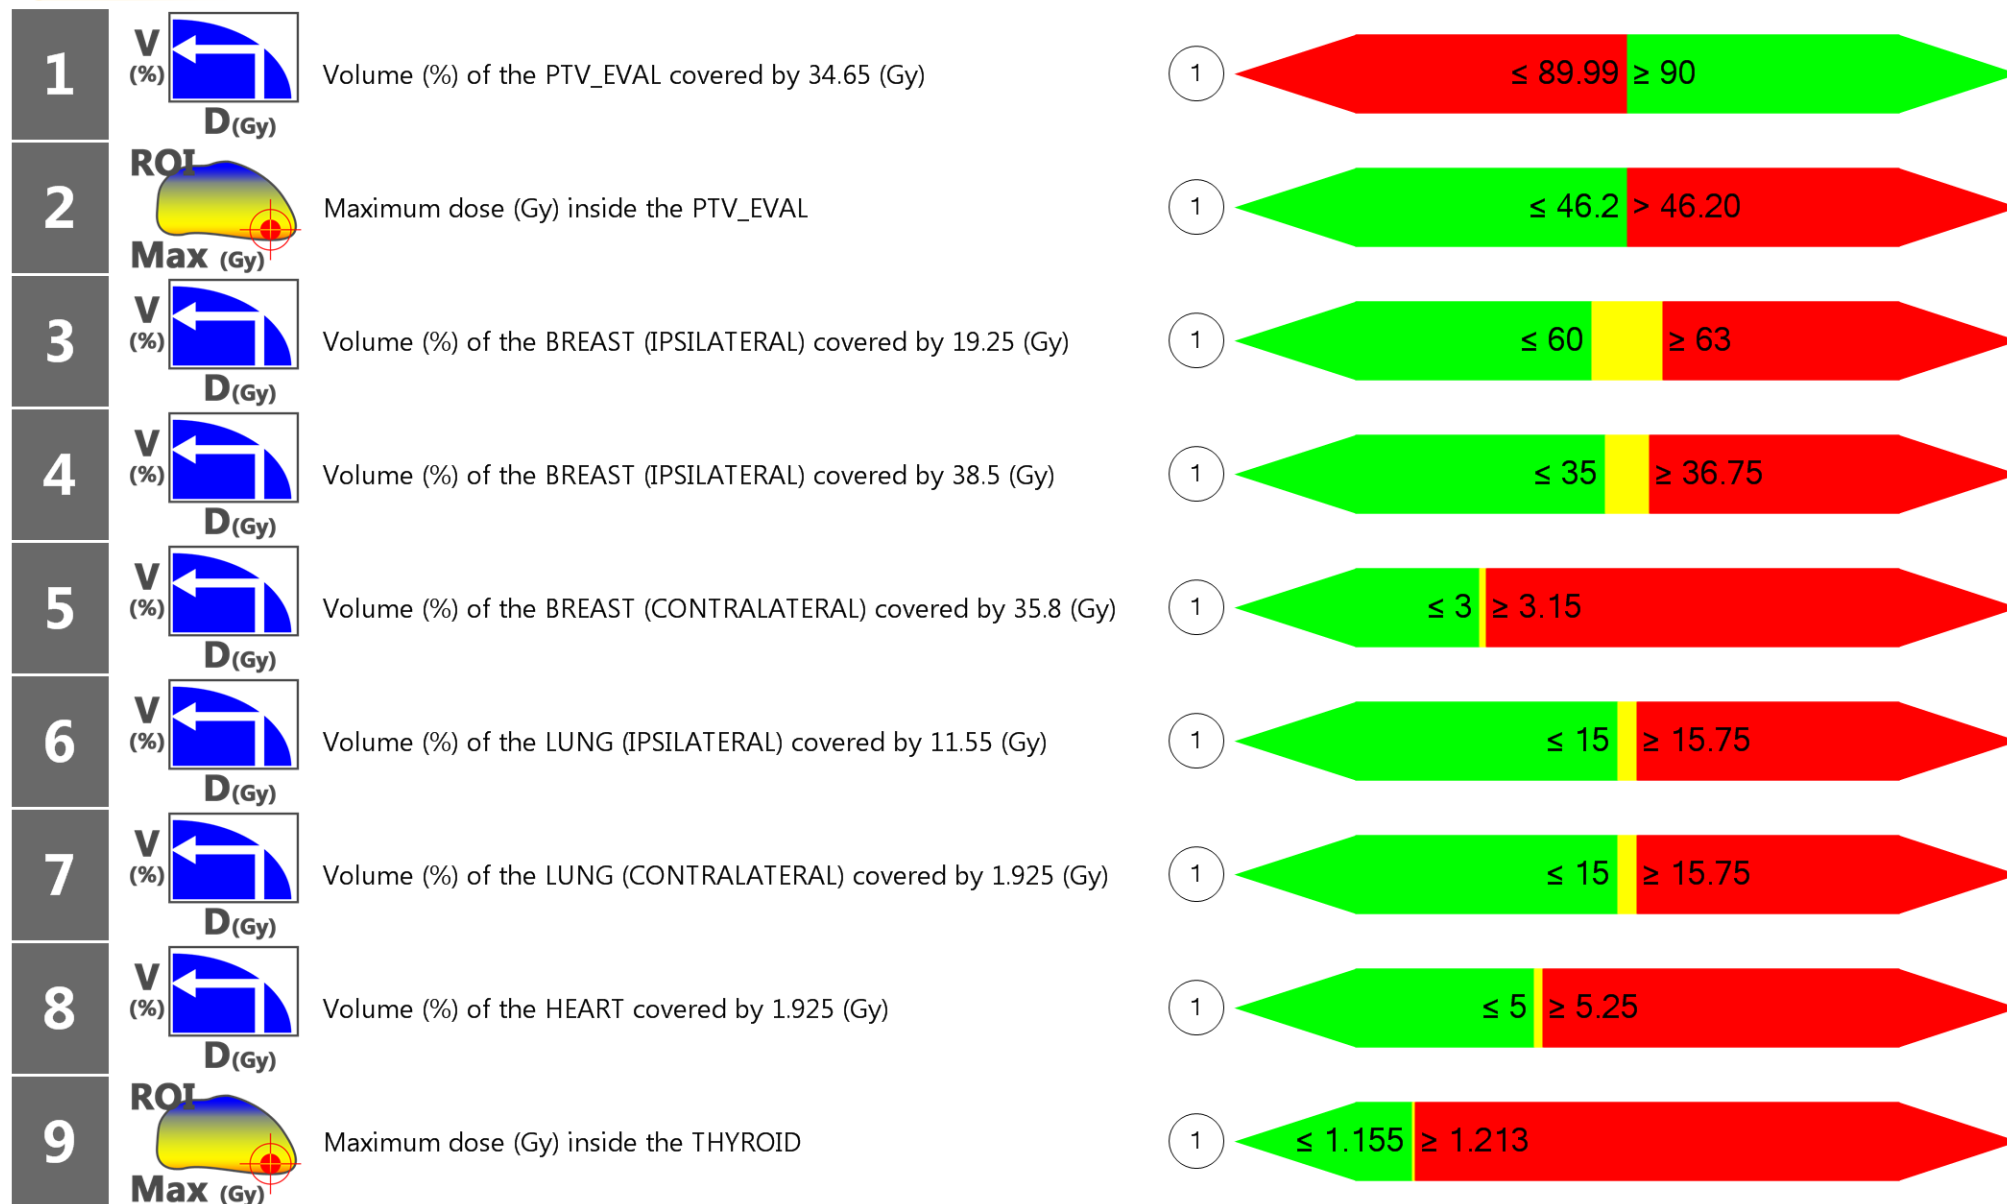 1
V
(%)
D(Gy)
Volume (%) of the PTV_EVAL covered by 34.65 (Gy)
1
≤ 89.99 ≥ 90
2
ROI
Max (Gy)
Maximum dose (Gy) inside the PTV_EVAL
1
≤ 46.2 > 46.20
3
V
(%)
D(Gy)
Volume (%) of the BREAST (IPSILATERAL) covered by 19.25 (Gy)
1
≤ 60 ≥ 63
4
V
(%)
D(Gy)
Volume (%) of the BREAST (IPSILATERAL) covered by 38.5 (Gy)
1
≤ 35 ≥ 36.75
5
V
(%)
D(Gy)
Volume (%) of the BREAST (CONTRALATERAL) covered by 35.8 (Gy)
1
≤ 3 ≥ 3.15
6
V
(%)
D(Gy)
Volume (%) of the LUNG (IPSILATERAL) covered by 11.55 (Gy)
1
≤ 15 ≥ 15.75
7
V
(%)
D(Gy)
Volume (%) of the LUNG (CONTRALATERAL) covered by 1.925 (Gy)
1
≤ 15 ≥ 15.75
8
V
(%)
D(Gy)
Volume (%) of the HEART covered by 1.925 (Gy)
1
≤ 5 ≥ 5.25
9
ROI
Max (Gy)
Maximum dose (Gy) inside the THYROID
1
≤ 1.155 ≥ 1.213